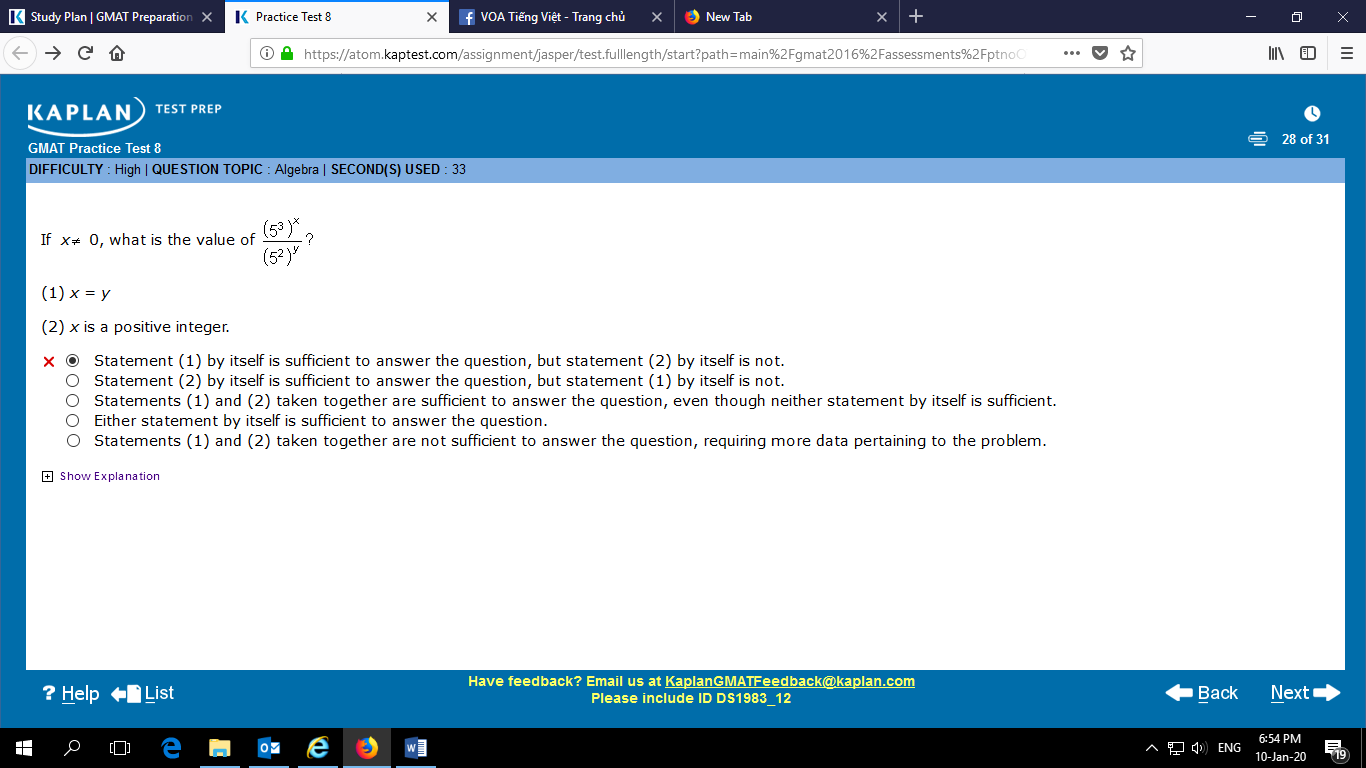 Study Plan | GMAT Preparation
Practice Test 8
VOA Tiếng Việt - Trang chủ
New Tab
https://atom.kaptest.com/assignment/jasper/test.fulllength/start?path=main%2Fgmat2016%2Fassessments%2Fptno
KAPLAN TEST PREP
GMAT Practice Test 8
28 of 31
DIFFICULTY : High | QUESTION TOPIC : Algebra | SECOND(S) USED : 33
If x≠ 0, what is the value of (5³)ˣ / (5²)ʸ ?
(1) x = y
(2) x is a positive integer.
Statement (1) by itself is sufficient to answer the question, but statement (2) by itself is not.
Statement (2) by itself is sufficient to answer the question, but statement (1) by itself is not.
Statements (1) and (2) taken together are sufficient to answer the question, even though neither statement by itself is sufficient.
Either statement by itself is sufficient to answer the question.
Statements (1) and (2) taken together are not sufficient to answer the question, requiring more data pertaining to the problem.
Show Explanation
? Help List
Have feedback? Email us at KaplanGMATFeedback@kaplan.com
Please include ID DS1983_12
Back Next
ENG
6:54 PM
10-Jan-20
19